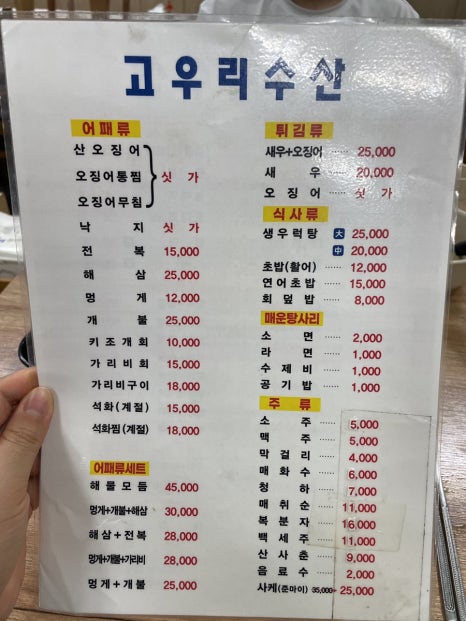 고우리수산
어패류
산오징어
오징어통찜
오징어무침
싯가
낙지 싯가
전복 15,000
해삼 25,000
멍게 12,000
개불 25,000
키조개회 10,000
가리비회 15,000
가리비구이 18,000
석화(계절) 15,000
석화찜(계절) 18,000
어패류세트
해물모듬 45,000
멍게+개불+해삼 30,000
해삼+전복 28,000
멍게+개불+가리비 28,000
멍게+개불 25,000
튀김류
새우+오징어 ······ 25,000
새우 ······ 20,000
오징어 ······ 싯가
식사류
생우럭탕 大 25,000
中 20,000
초밥(활어) ······ 12,000
연어초밥 ······ 15,000
회덮밥 ······ 8,000
매운탕사리
소면 ······ 2,000
라면 ······ 1,000
수제비 ······ 1,000
공기밥 ······ 1,000
주류
소주 ······ 5,000
맥주 ······ 5,000
막걸리 ······ 4,000
매화수 ······ 6,000
청하 ······ 7,000
매취순 ······ 11,000
복분자 ······ 16,000
백세주 ······ 11,000
산사춘 ······ 9,000
음료수 ······ 2,000
사케(준마이) 35,000 25,000